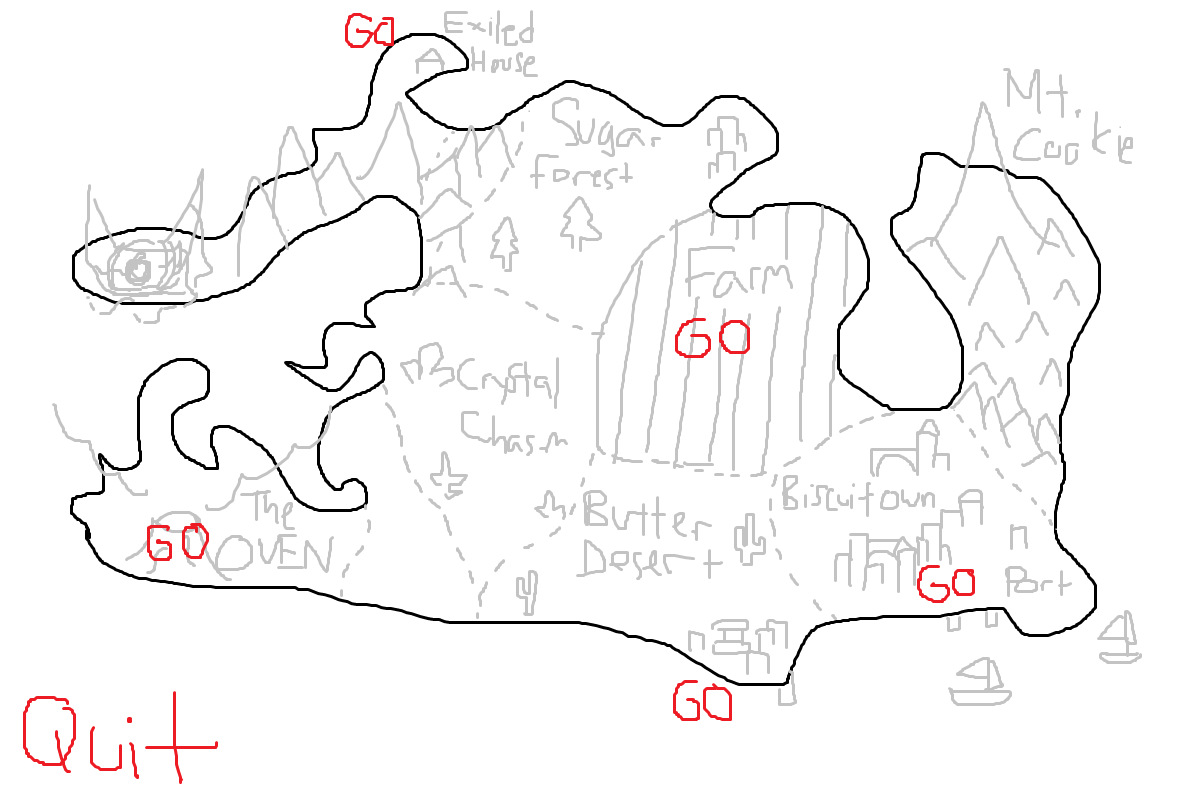 GO
Exiled
House
Mt.
Cookie
Sugar
Forest
Farm
GO
Crystal
Chasm
Biscuitown
The
OVEN
GO
Butter
Desert
GO
Port
GO
Quit